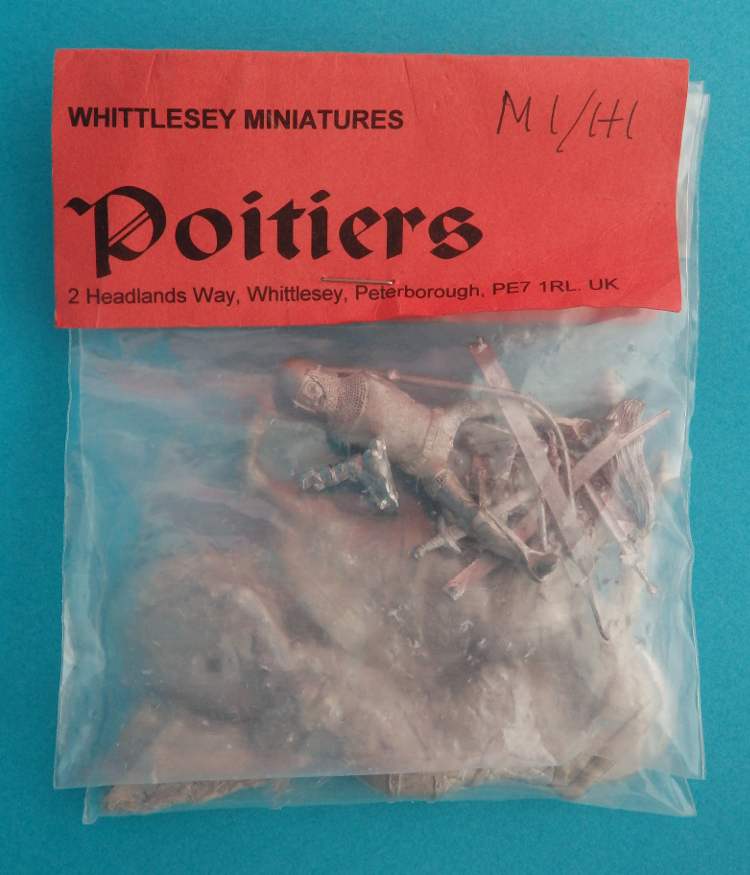 WHITTLESEY MINIATURES
M1/H1
Poitiers
2 Headlands Way, Whittlesey, Peterborough, PE7 1RL. UK